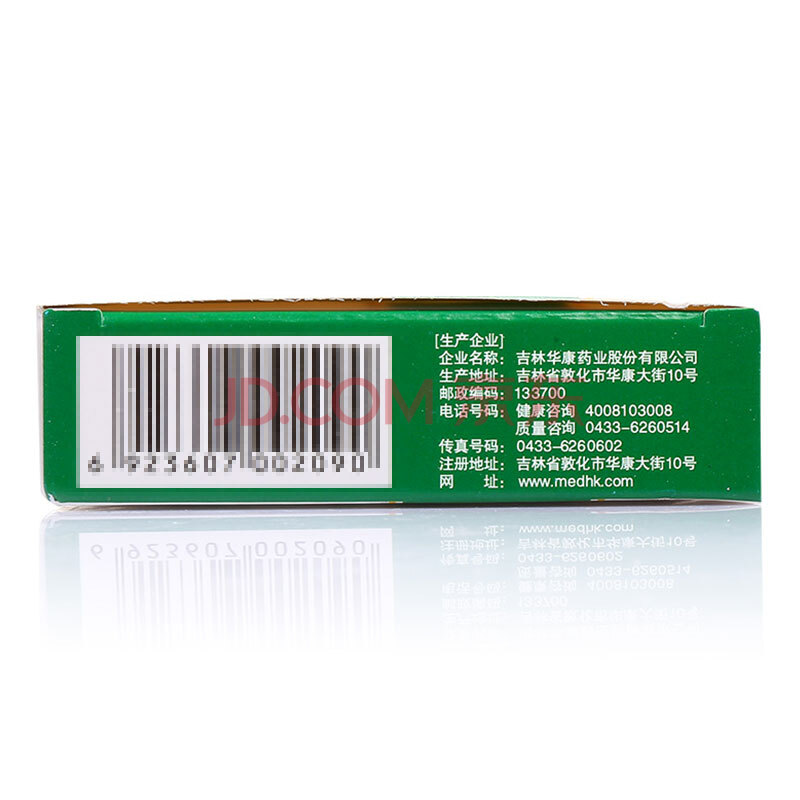 [生产企业]
企业名称：吉林华康药业股份有限公司
生产地址：吉林省敦化市华康大街10号
邮政编码：133700
电话号码：健康咨询 4008103008
质量咨询 0433-6260514
传真号码：0433-6260602
注册地址：吉林省敦化市华康大街10号
网 址：www.medhk.com
6 923607 002090
JD.COM 京东